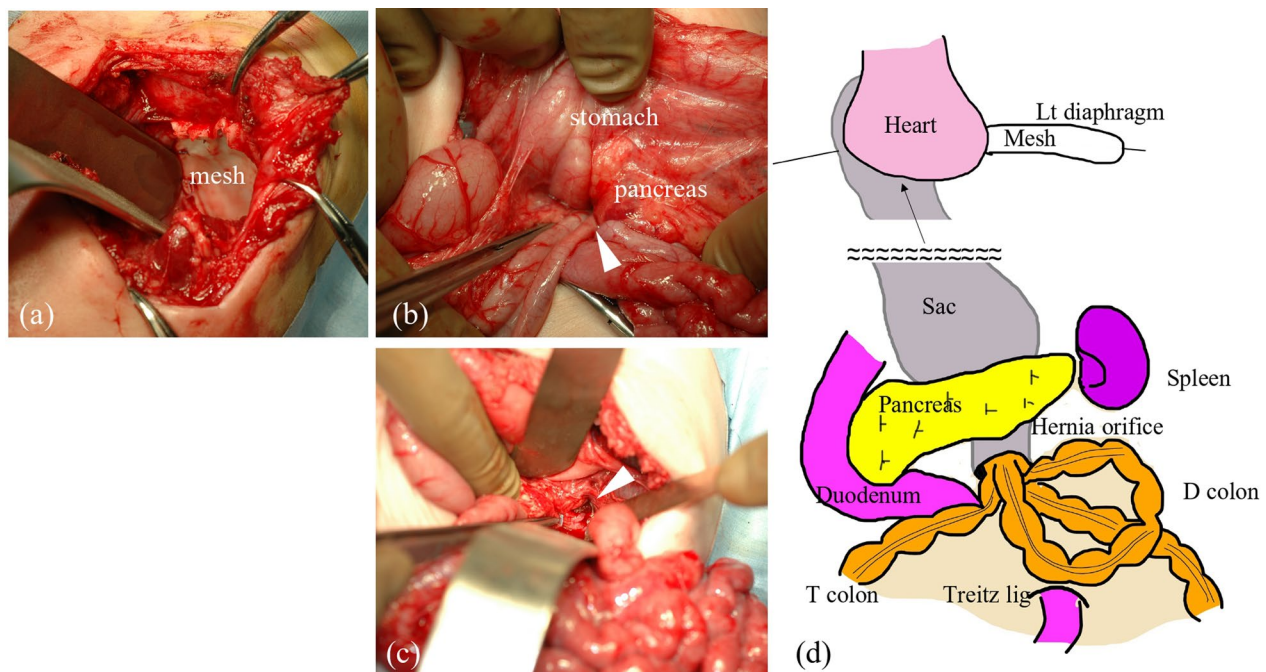 mesh
(a)
stomach
pancreas
(b)
(c)
Heart
Lt diaphragm
Mesh
Sac
Spleen
Pancreas
Hernia orifice
Duodenum
D colon
T colon
Treitz lig
(d)